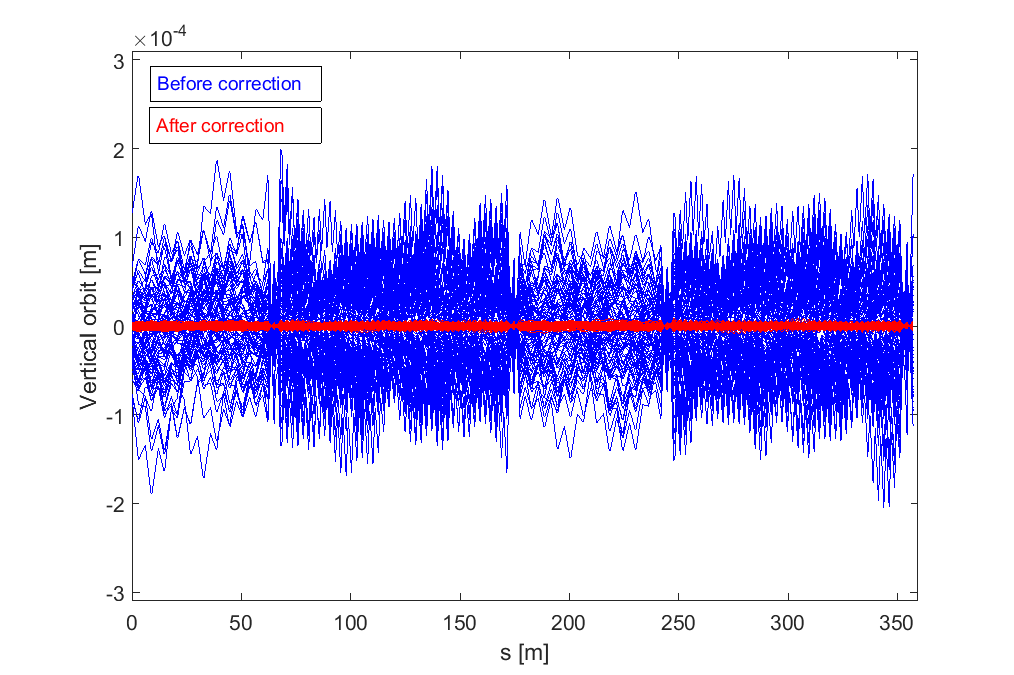 ×10-4
3
Before correction
After correction
2
1
0
-1
-2
-3
Vertical orbit [m]
0 50 100 150 200 250 300 350
s [m]